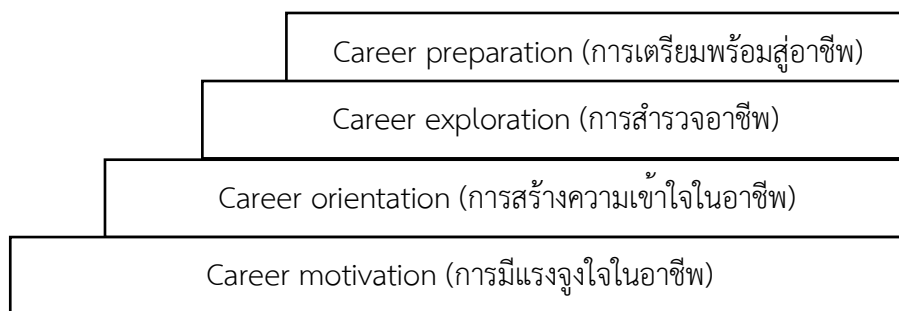 Career preparation (การเตรียมพร้อมสู่อาชีพ)
Career exploration (การสำรวจอาชีพ)
Career orientation (การสร้างความเข้าใจในอาชีพ)
Career motivation (การมีแรงจูงใจในอาชีพ)